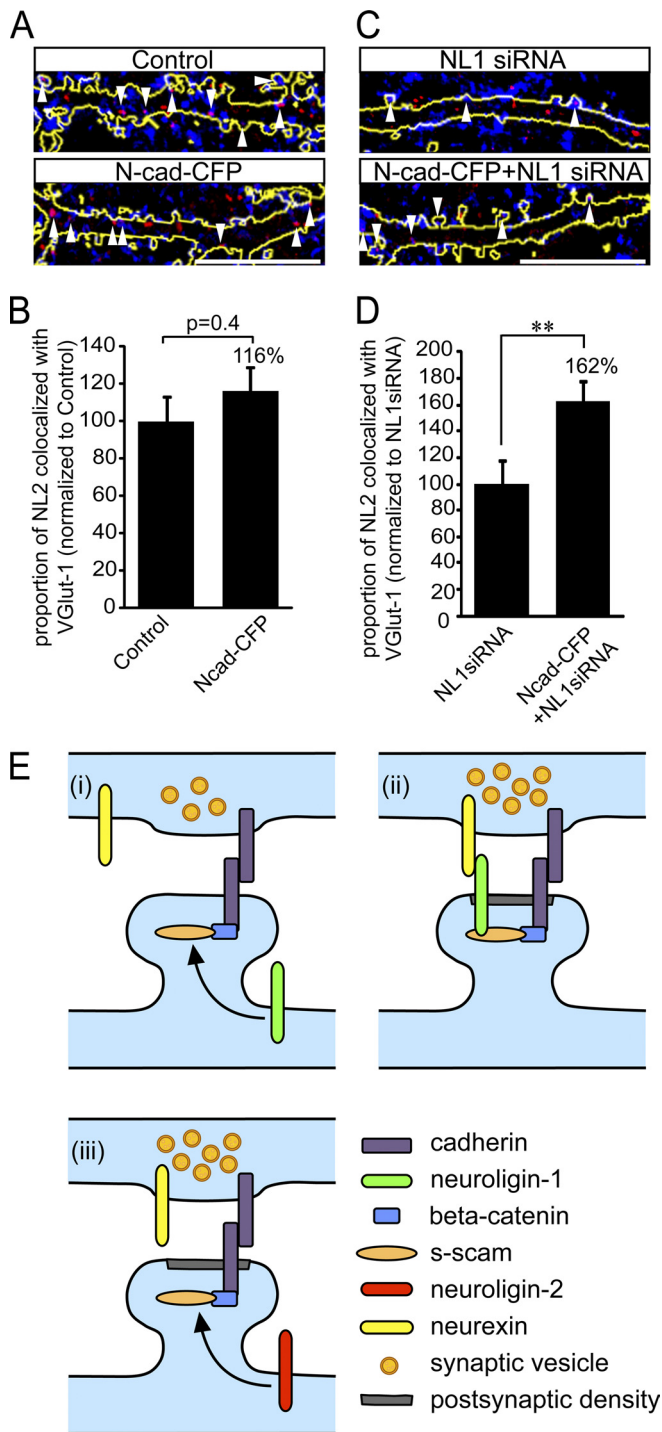 A
Control
N-cad-CFP
C
NL1 siRNA
N-cad-CFP+NL1 siRNA
B
proportion of NL2 colocalized with
VGlut-1 (normalized to Control)
140
120
100
80
60
40
20
0
p=0.4
116%
Control
Ncad-CFP
D
proportion of NL2 colocalized with
VGlut-1 (normalized to NL1siRNA)
200
180
160
140
120
100
80
60
40
20
0
**
162%
NL1siRNA
Ncad-CFP
+NL1siRNA
E
(i)
(ii)
(iii)
cadherin
neuroligin-1
beta-catenin
s-scam
neuroligin-2
neurexin
synaptic vesicle
postsynaptic density